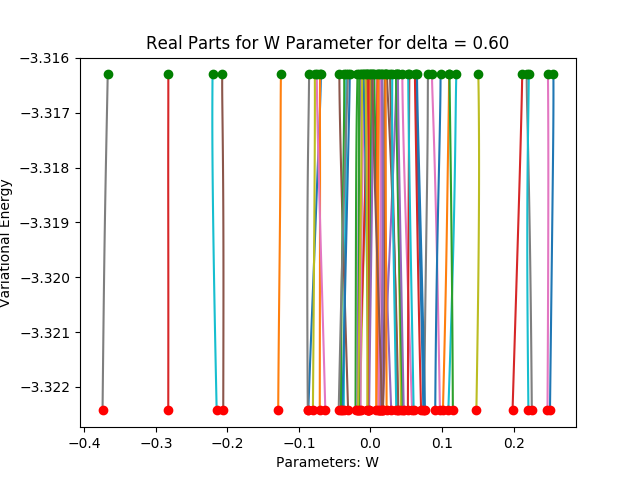 Real Parts for W Parameter for delta = 0.60
Variational Energy
−3.316
−3.317
−3.318
−3.319
−3.320
−3.321
−3.322
−0.4 −0.3 −0.2 −0.1 0.0 0.1 0.2
Parameters: W